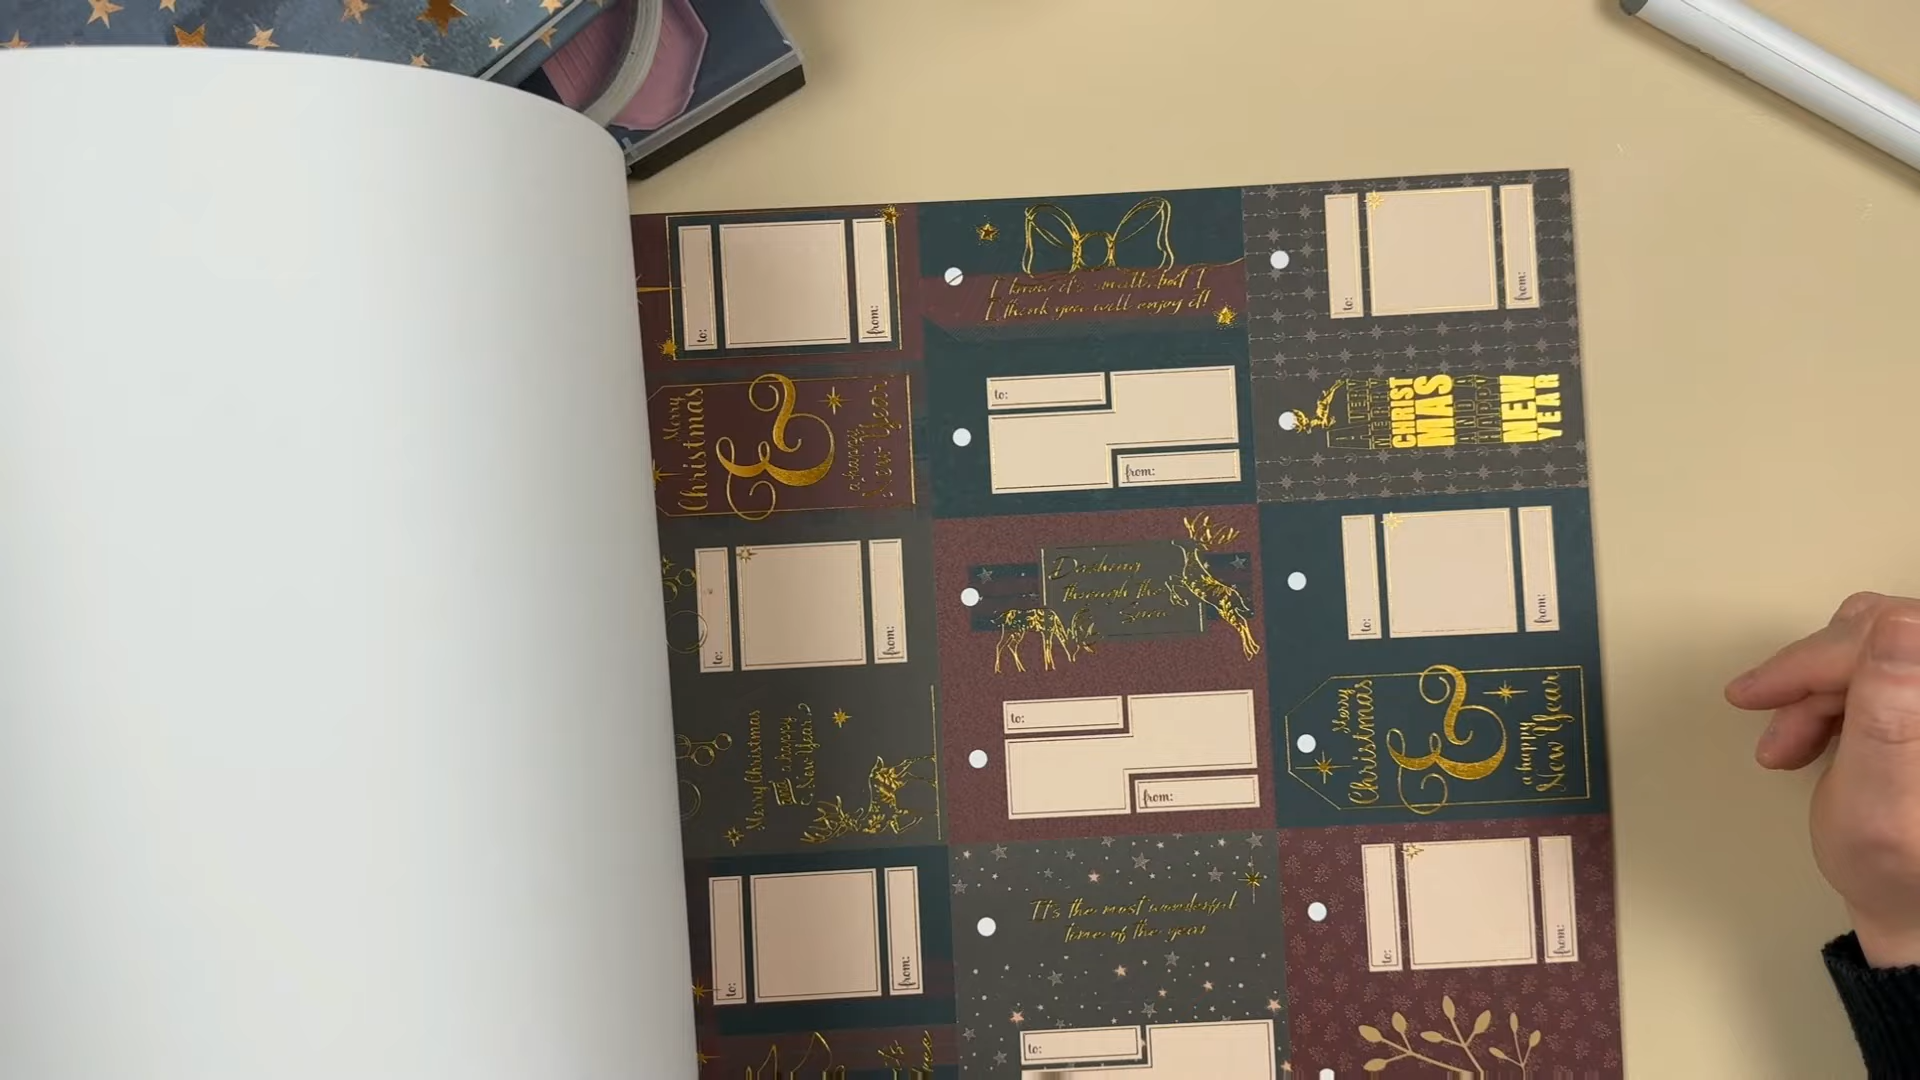 to:
from:
Merry
Christmas
&
a happy
New Year
to:
from:
Merry Christmas
and a happy
New Year
to:
from:
I know it's small, but I
I think you will enjoy it!
to:
from:
Dashing
through the
Snow
to:
from:
It's the most wonderful
time of the year
to:
to:
from:
A VERY
MERRY
CHRIST
MAS
AND A
HAPPY
NEW
YEAR
to:
from:
Merry
Christmas
&
a happy
New Year
to:
from: